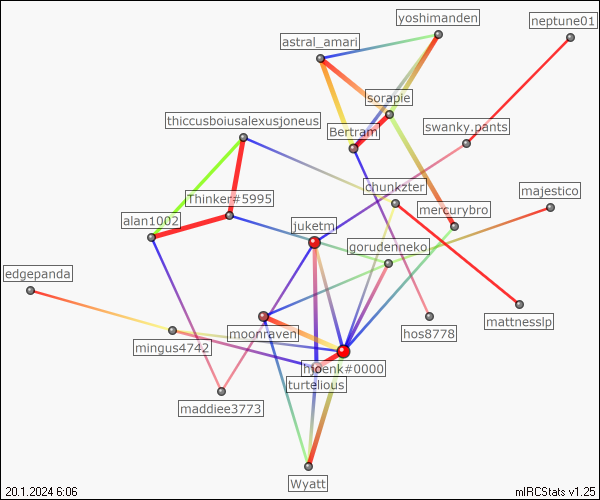 yoshimanden
neptune01
astral_amari
sorapie
thiccusboiusalexusjoneus
Bertram
swanky.pants
chunkzter
majestico
Thinker#5995
mercurybro
alan1002
juketm
gorudenneko
edgepanda
moonraven
hos8778
mattnesslp
mingus4742
hjoenk#0000
turtelious
maddiee3773
Wyatt
20.1.2024 6:06
mIRCStats v1.25